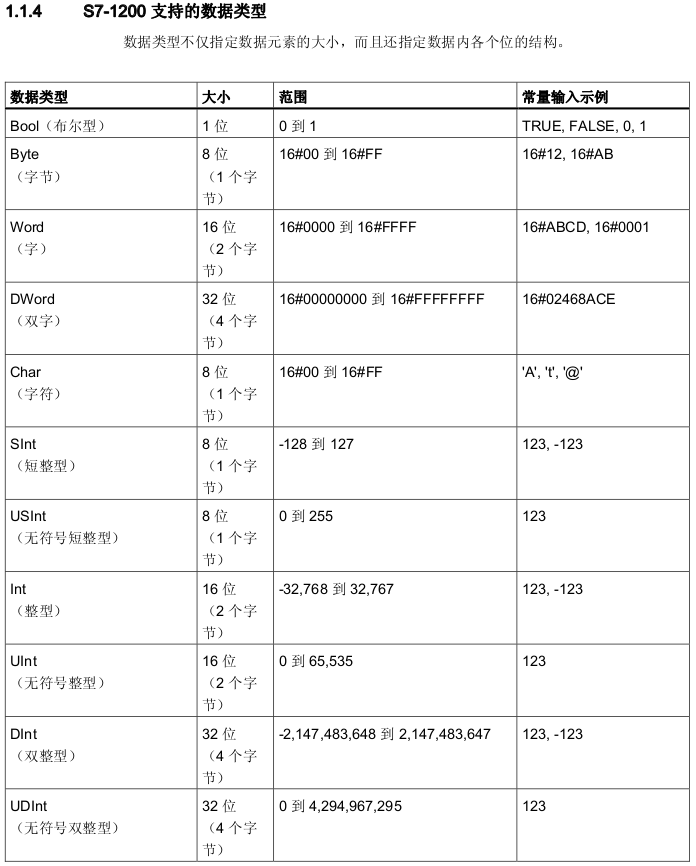 1.1.4 S7-1200 支持的数据类型
数据类型不仅指定数据元素的大小，而且还指定数据内各个位的结构。
数据类型 大小 范围 常量输入示例
Bool（布尔型） 1 位 0 到 1 TRUE, FALSE, 0, 1
Byte 8 位 16#00 到 16#FF 16#12, 16#AB
（字节） （1 个字
节）
Word 16 位 16#0000 到 16#FFFF 16#ABCD, 16#0001
（字） （2 个字
节）
DWord 32 位 16#00000000 到 16#FFFFFFFF 16#02468ACE
（双字） （4 个字
节）
Char 8 位 16#00 到 16#FF 'A', 't', '@'
（字符） （1 个字
节）
SInt 8 位 -128 到 127 123, -123
（短整型） （1 个字
节）
USInt 8 位 0 到 255 123
（无符号短整型） （1 个字
节）
Int 16 位 -32,768 到 32,767 123, -123
（整型） （2 个字
节）
UInt 16 位 0 到 65,535 123
（无符号整型） （2 个字
节）
DInt 32 位 -2,147,483,648 到 2,147,483,647 123, -123
（双整型） （4 个字
节）
UDInt 32 位 0 到 4,294,967,295 123
（无符号双整型） （4 个字
节）